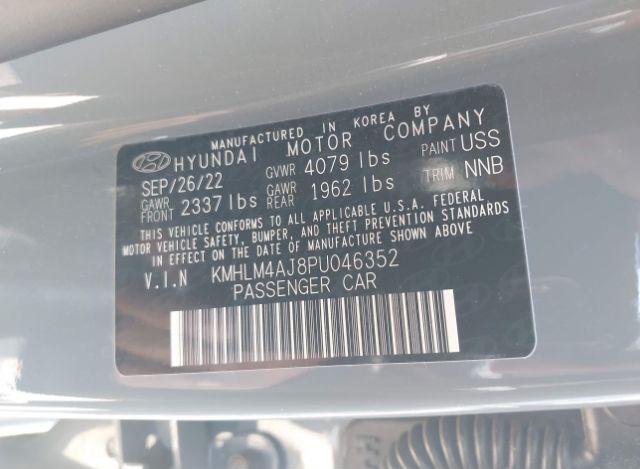 MANUFACTURED IN KOREA BY
HYUNDAI MOTOR COMPANY
SEP/26/22 GVWR 4079 lbs PAINT USS
GAWR FRONT 2337 lbs GAWR REAR 1962 lbs TRIM NNB
THIS VEHICLE CONFORMS TO ALL APPLICABLE U.S.A. FEDERAL
MOTOR VEHICLE SAFETY, BUMPER, AND THEFT PREVENTION STANDARDS
IN EFFECT ON THE DATE OF MANUFACTURE SHOWN ABOVE.
V.I.N KMHLM4AJ8PU046352
PASSENGER CAR